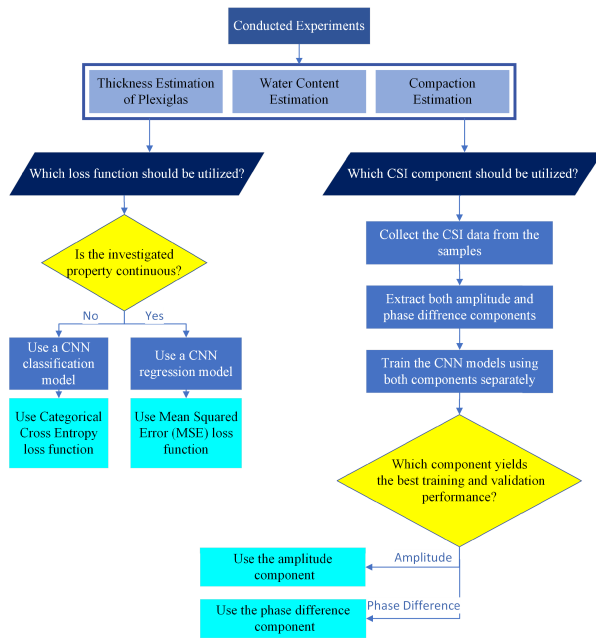 Conducted Experiments
Thickness Estimation
of Plexiglas
Water Content
Estimation
Compaction
Estimation
Which loss function should be utilized?
Is the investigated
property continuous?
No
Yes
Use a CNN
classification
model
Use a CNN
regression model
Use Categorical
Cross Entropy
loss function
Use Mean Squared
Error (MSE) loss
function
Which CSI component should be utilized?
Collect the CSI data from the
samples
Extract both amplitude and
phase diffrence components
Train the CNN models using
both components separately
Which component yields
the best training and validation
performance?
Amplitude
Use the amplitude
component
Phase Difference
Use the phase difference
component